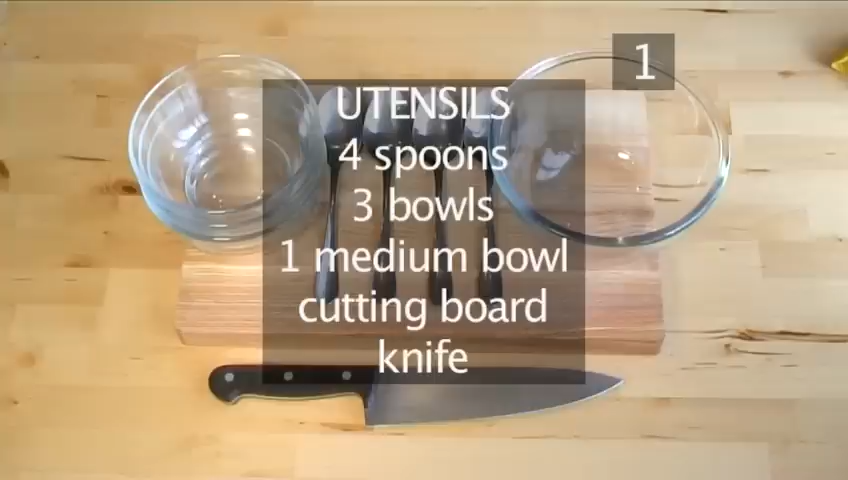 1
UTENSILS
4 spoons
3 bowls
1 medium bowl
cutting board
knife